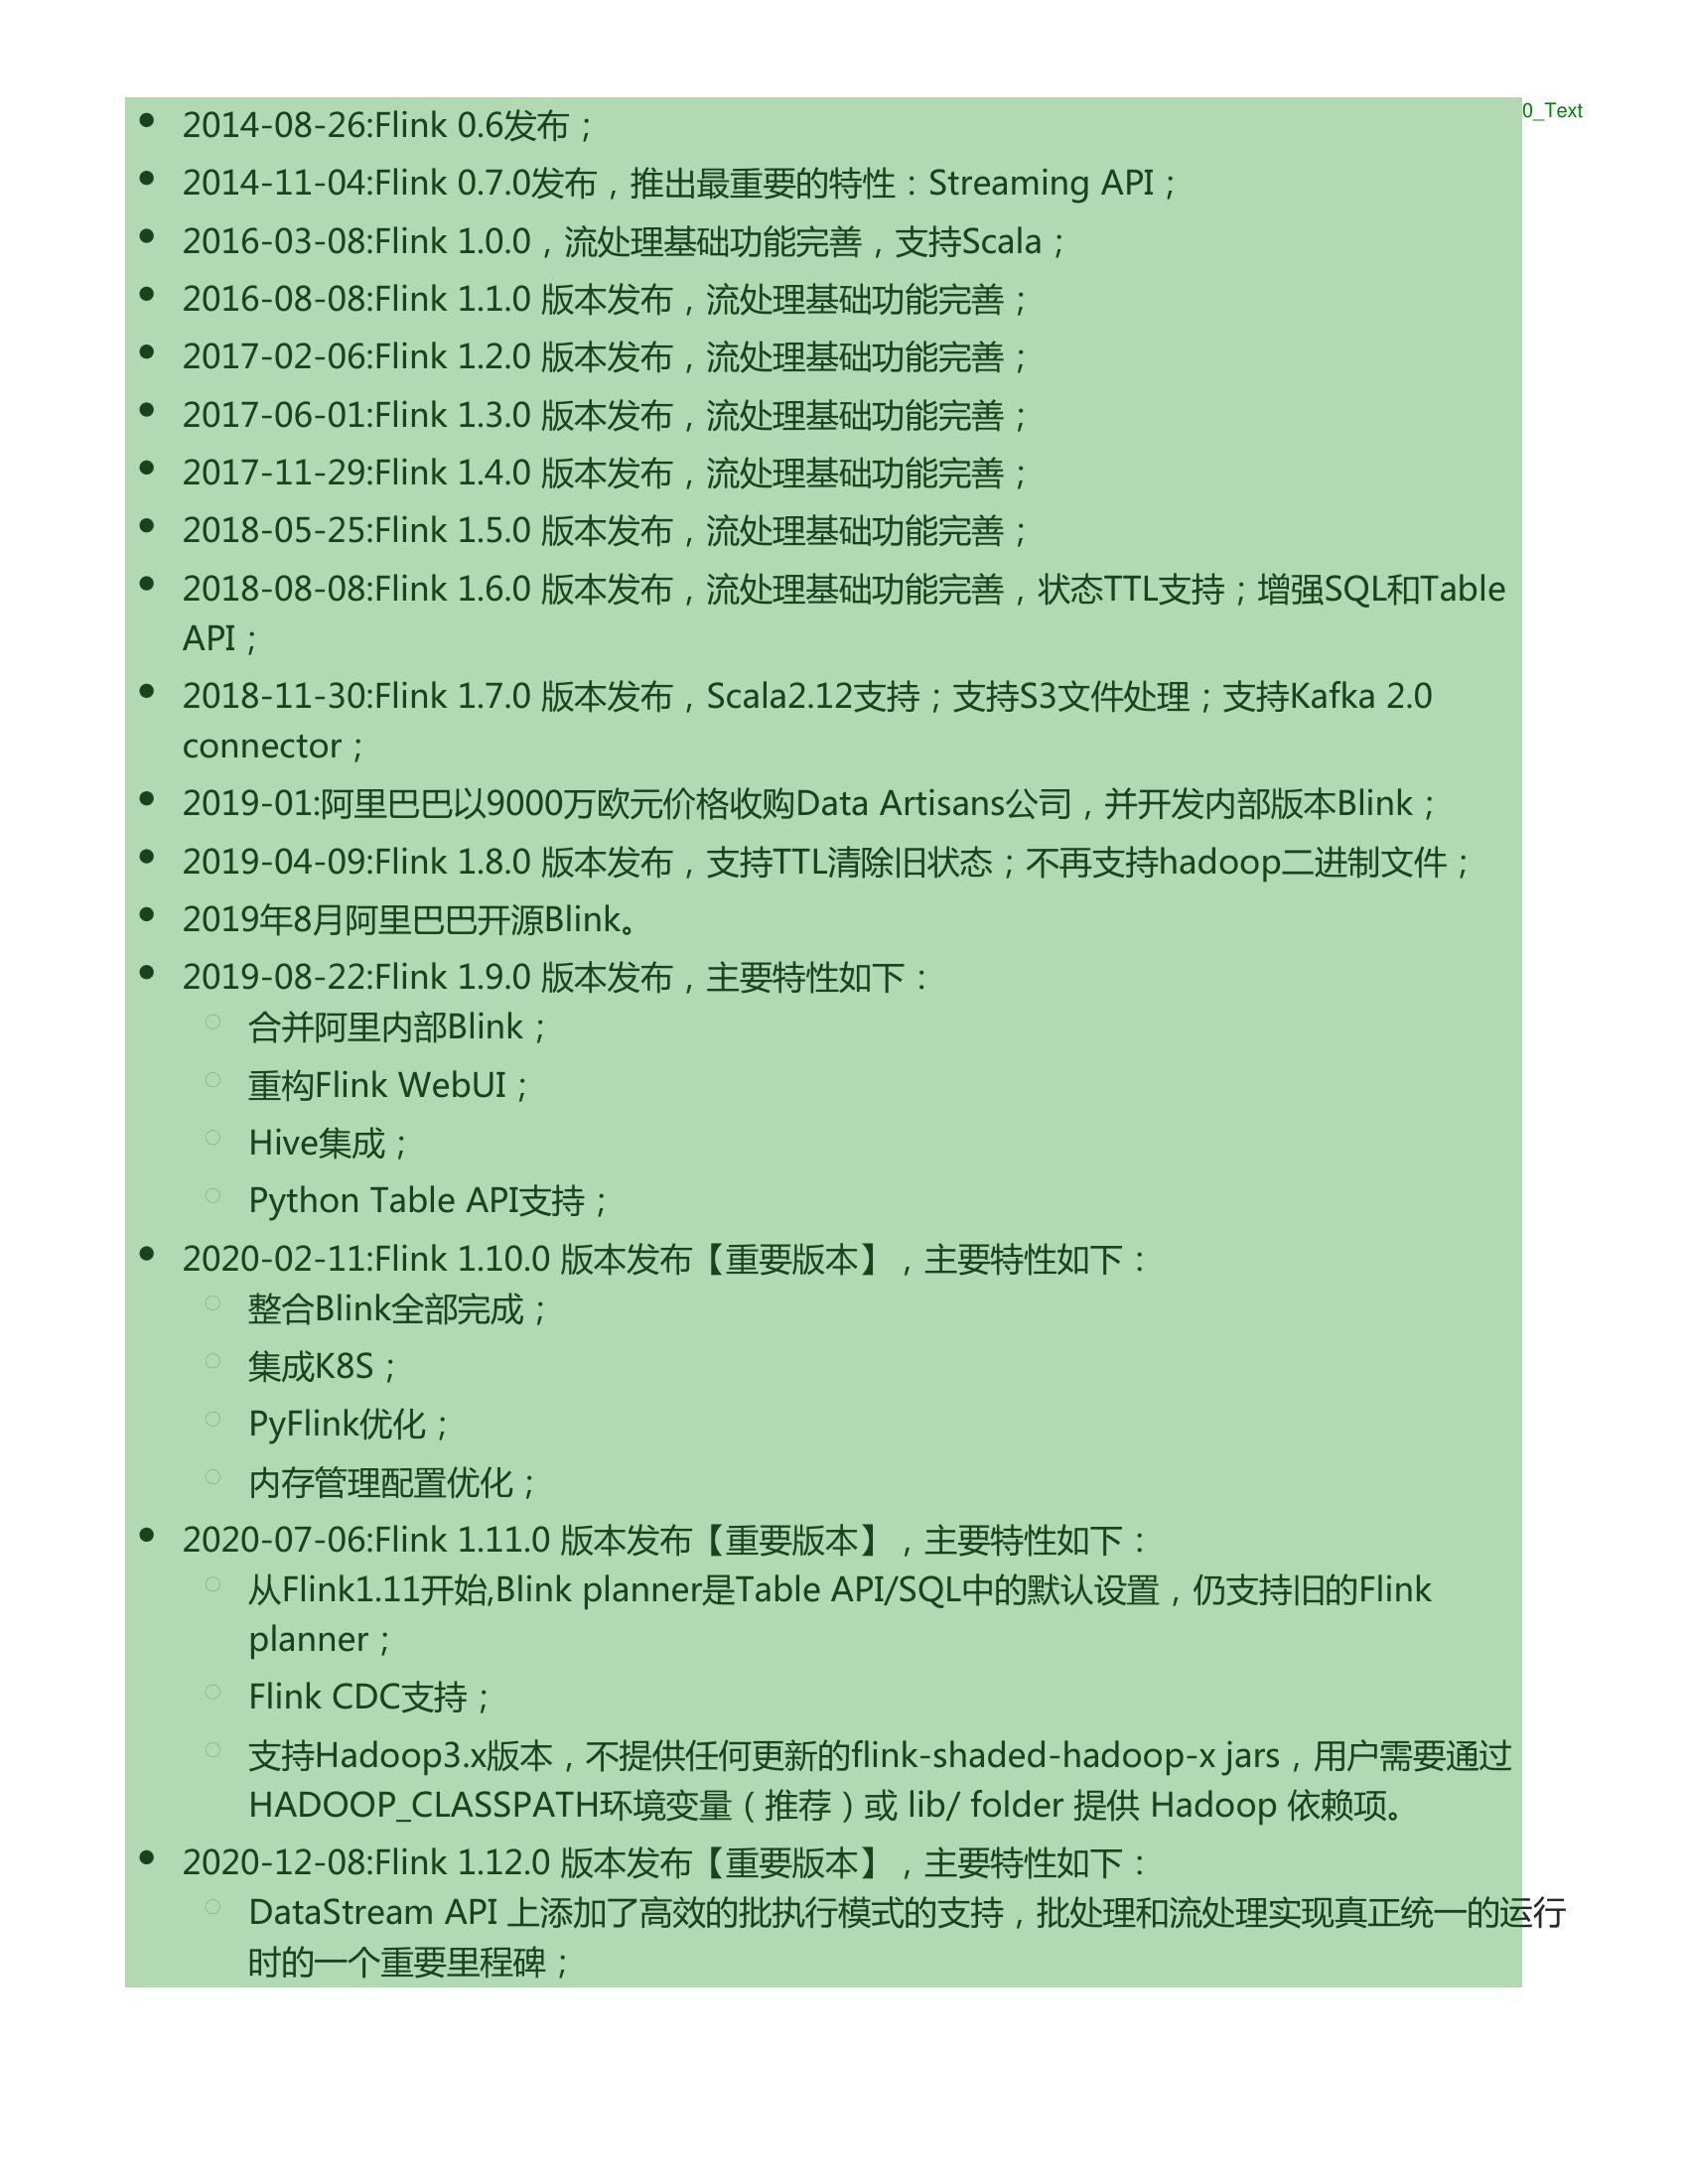 0_Text
● 2014-08-26:Flink 0.6发布；
● 2014-11-04:Flink 0.7.0发布，推出最重要的特性：Streaming API；
● 2016-03-08:Flink 1.0.0，流处理基础功能完善，支持Scala；
● 2016-08-08:Flink 1.1.0 版本发布，流处理基础功能完善；
● 2017-02-06:Flink 1.2.0 版本发布，流处理基础功能完善；
● 2017-06-01:Flink 1.3.0 版本发布，流处理基础功能完善；
● 2017-11-29:Flink 1.4.0 版本发布，流处理基础功能完善；
● 2018-05-25:Flink 1.5.0 版本发布，流处理基础功能完善；
● 2018-08-08:Flink 1.6.0 版本发布，流处理基础功能完善，状态TTL支持；增强SQL和Table
API；
● 2018-11-30:Flink 1.7.0 版本发布，Scala2.12支持；支持S3文件处理；支持Kafka 2.0
connector；
● 2019-01:阿里巴巴以9000万欧元价格收购Data Artisans公司，并开发内部版本Blink；
● 2019-04-09:Flink 1.8.0 版本发布，支持TTL清除旧状态；不再支持hadoop二进制文件；
● 2019年8月阿里巴巴开源Blink。
● 2019-08-22:Flink 1.9.0 版本发布，主要特性如下：
○ 合并阿里内部Blink；
○ 重构Flink WebUI；
○ Hive集成；
○ Python Table API支持；
● 2020-02-11:Flink 1.10.0 版本发布【重要版本】，主要特性如下：
○ 整合Blink全部完成；
○ 集成K8S；
○ PyFlink优化；
○ 内存管理配置优化；
● 2020-07-06:Flink 1.11.0 版本发布【重要版本】，主要特性如下：
○ 从Flink1.11开始,Blink planner是Table API/SQL中的默认设置，仍支持旧的Flink
planner；
○ Flink CDC支持；
○ 支持Hadoop3.x版本，不提供任何更新的flink-shaded-hadoop-x jars，用户需要通过
HADOOP_CLASSPATH环境变量（推荐）或 lib/ folder 提供 Hadoop 依赖项。
● 2020-12-08:Flink 1.12.0 版本发布【重要版本】，主要特性如下：
○ DataStream API 上添加了高效的批执行模式的支持，批处理和流处理实现真正统一的运行
时的一个重要里程碑；